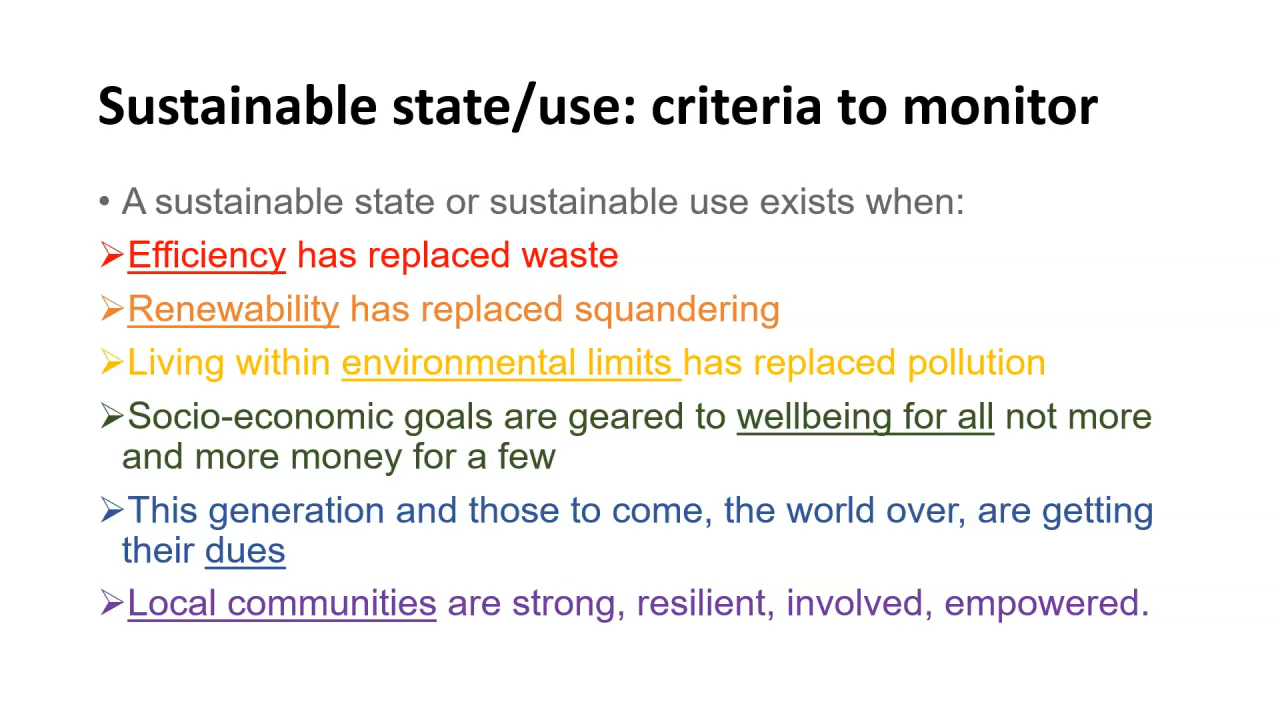 Sustainable state/use: criteria to monitor
• A sustainable state or sustainable use exists when:
➢Efficiency has replaced waste
➢Renewability has replaced squandering
➢Living within environmental limits has replaced pollution
➢Socio-economic goals are geared to wellbeing for all not more
and more money for a few
➢This generation and those to come, the world over, are getting
their dues
➢Local communities are strong, resilient, involved, empowered.